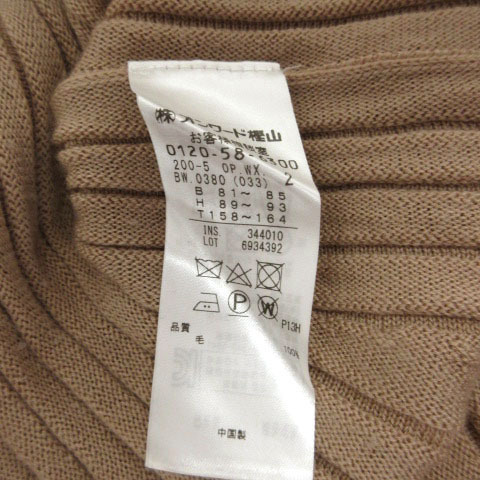 ㈱オンワード樫山
お客様相談室
0120-58-6300
200-5 OP.WX. 2
BW.0380 (033)
B 81～ 85
H 89～ 93
T158～164
INS. 344010
LOT 6934392
P W P13H
品質 毛 100%
中国製